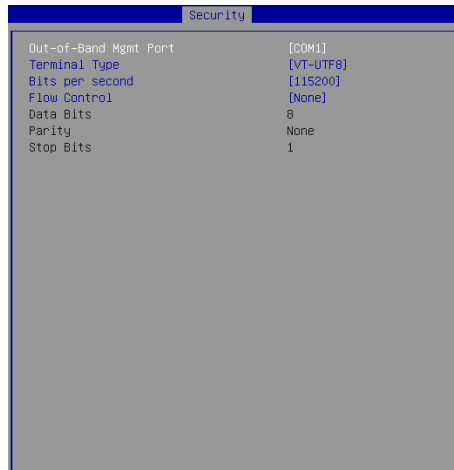 Security
Out-of-Band Mgmt Port [COM1]
Terminal Type [VT-UTF8]
Bits per second [115200]
Flow Control [None]
Data Bits 8
Parity None
Stop Bits 1